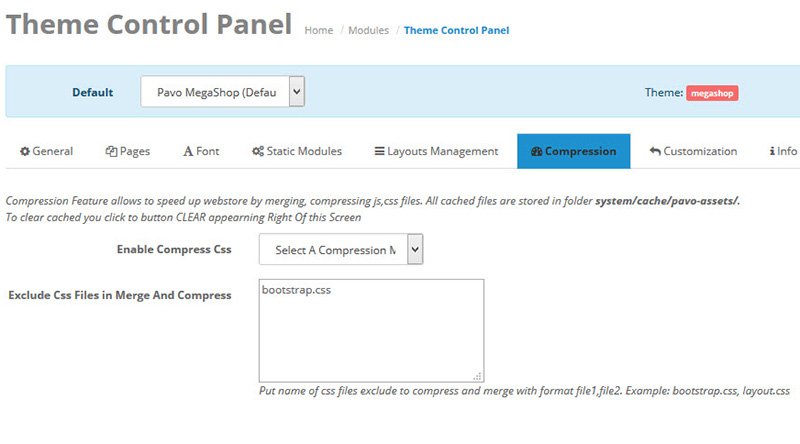 Theme Control Panel Home / Modules / Theme Control Panel
Default Pavo MegaShop (Defau Theme: megashop
General Pages Font Static Modules Layouts Management Compression Customization Info
Compression Feature allows to speed up webstore by merging, compressing js,css files. All cached files are stored in folder system/cache/pavo-assets/.
To clear cached you click to button CLEAR appearning Right Of this Screen
Enable Compress Css Select A Compression M
Exclude Css Files in Merge And Compress bootstrap.css
Put name of css files exclude to compress and merge with format file1,file2. Example: bootstrap.css, layout.css